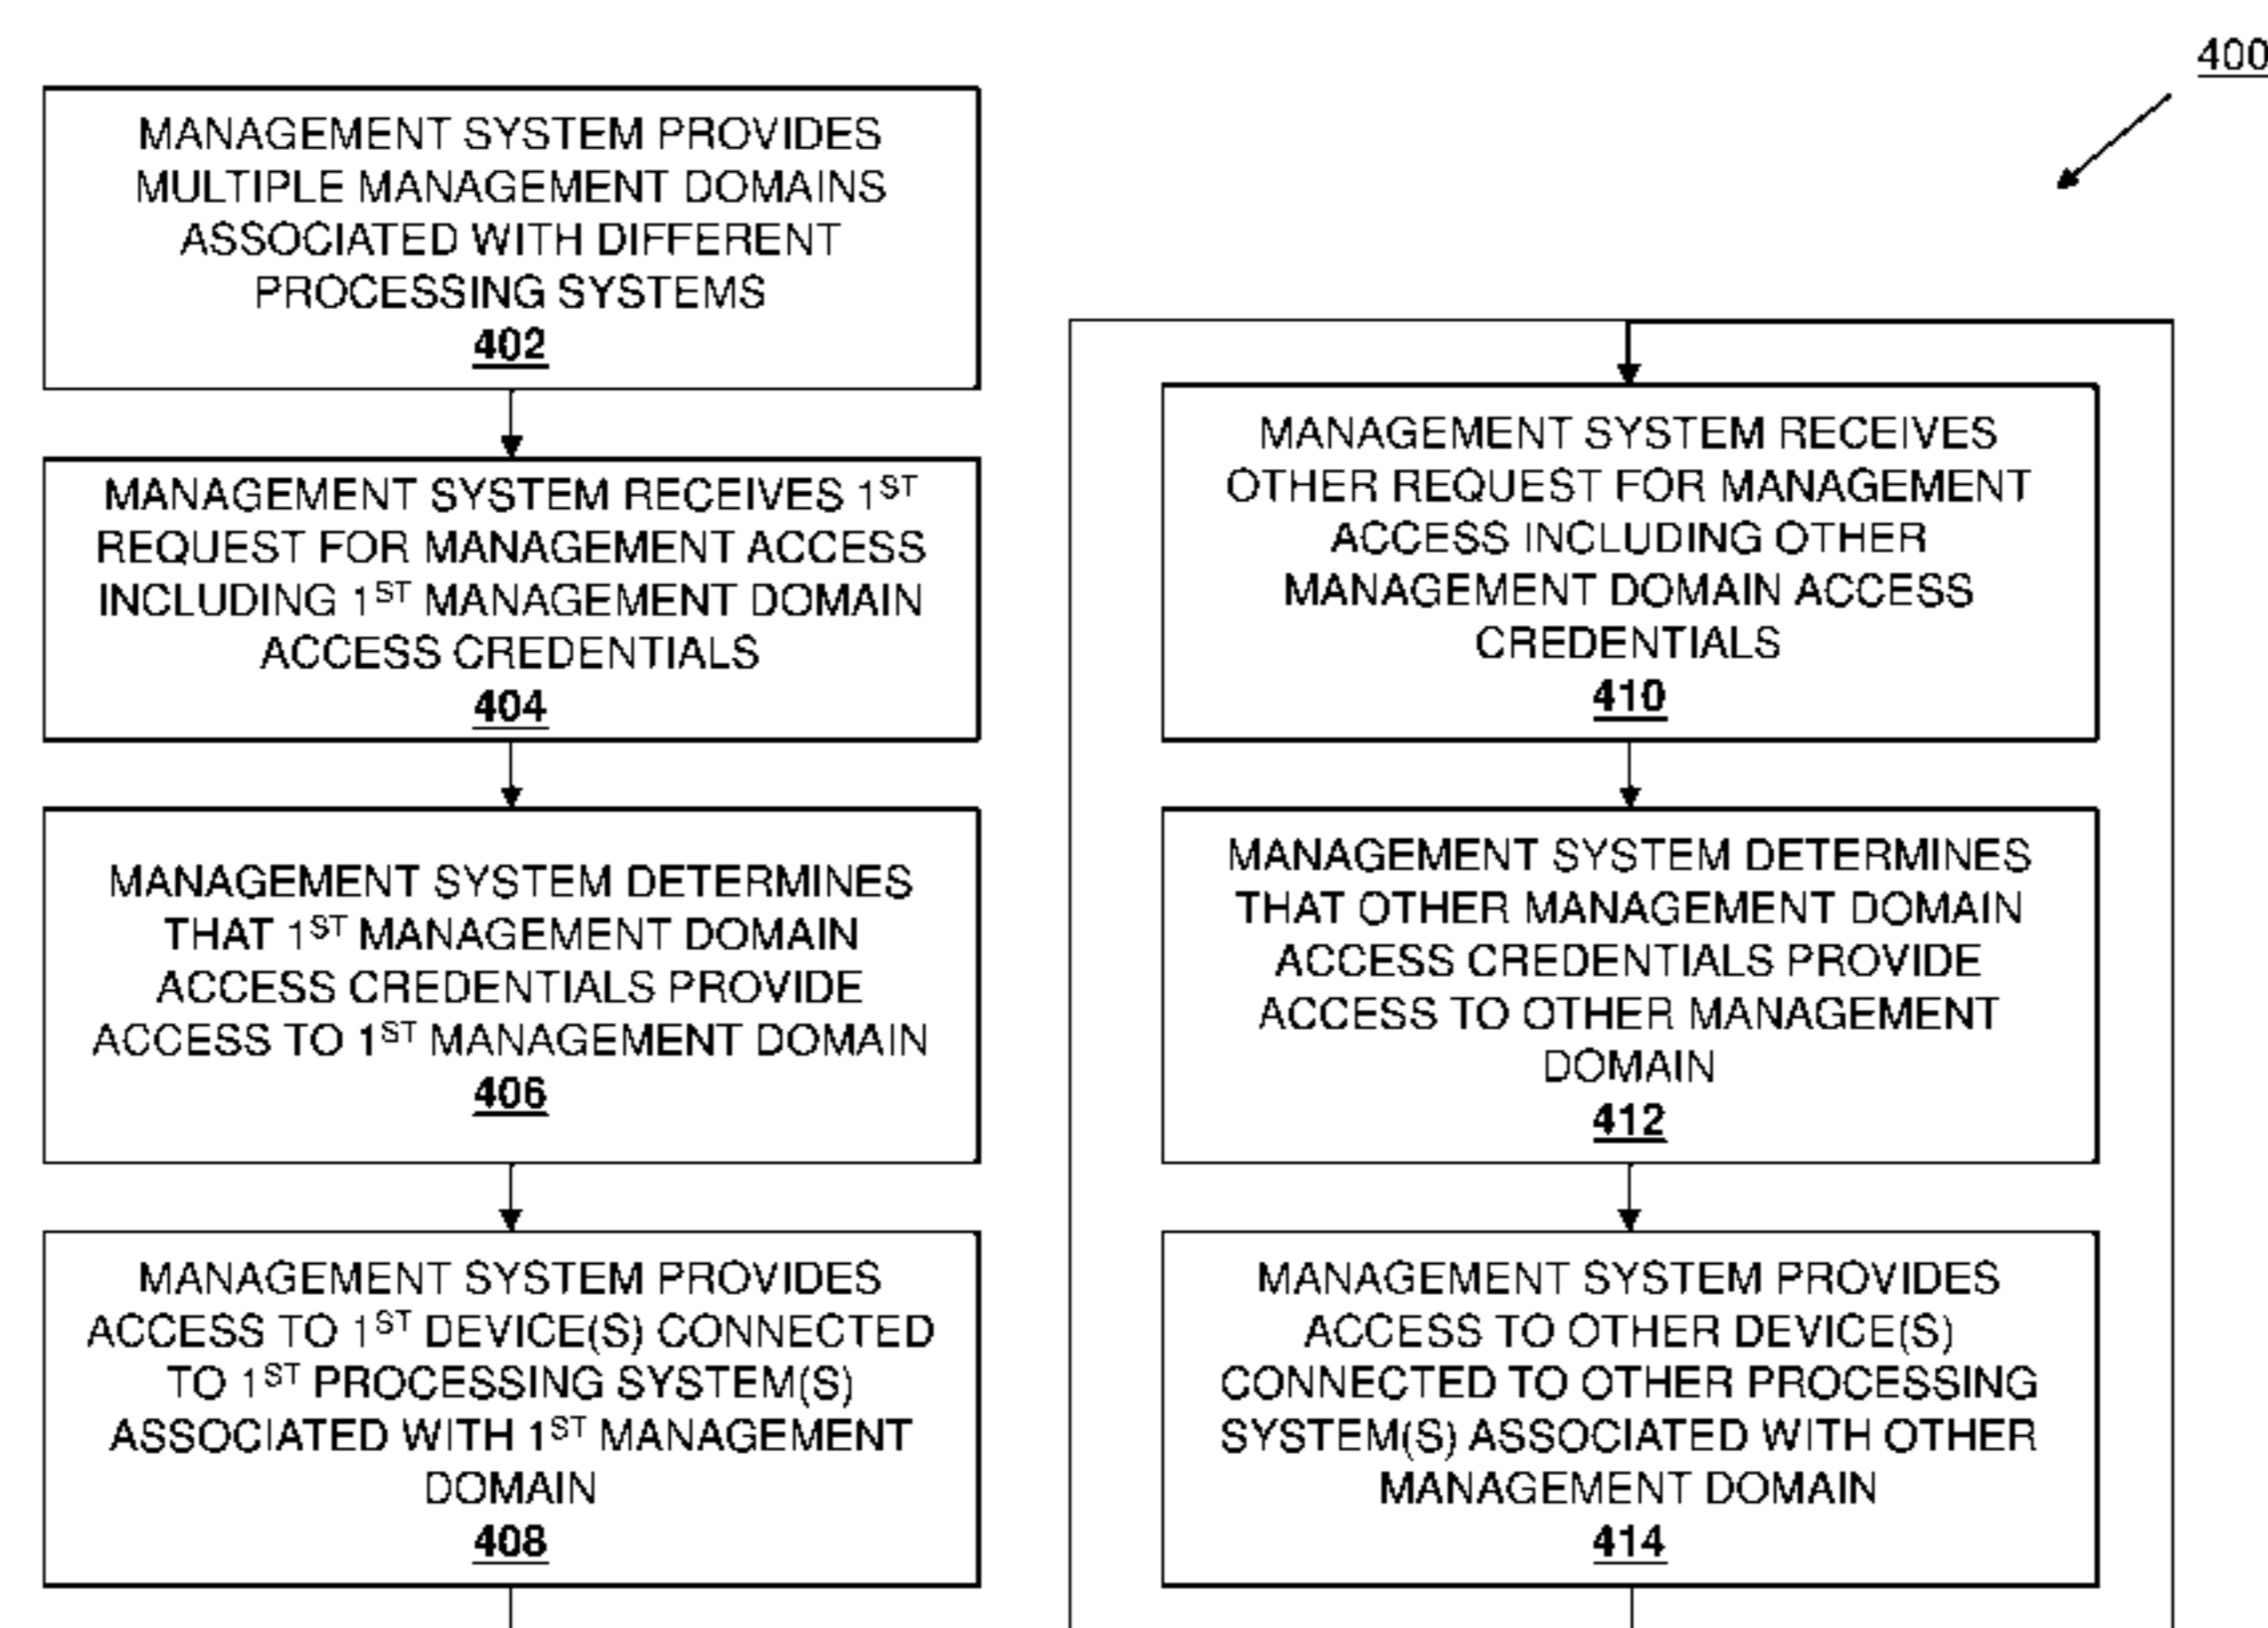 400
MANAGEMENT SYSTEM PROVIDES
MULTIPLE MANAGEMENT DOMAINS
ASSOCIATED WITH DIFFERENT
PROCESSING SYSTEMS
402
MANAGEMENT SYSTEM RECEIVES 1ST
REQUEST FOR MANAGEMENT ACCESS
INCLUDING 1ST MANAGEMENT DOMAIN
ACCESS CREDENTIALS
404
MANAGEMENT SYSTEM DETERMINES
THAT 1ST MANAGEMENT DOMAIN
ACCESS CREDENTIALS PROVIDE
ACCESS TO 1ST MANAGEMENT DOMAIN
406
MANAGEMENT SYSTEM PROVIDES
ACCESS TO 1ST DEVICE(S) CONNECTED
TO 1ST PROCESSING SYSTEM(S)
ASSOCIATED WITH 1ST MANAGEMENT
DOMAIN
408
MANAGEMENT SYSTEM RECEIVES
OTHER REQUEST FOR MANAGEMENT
ACCESS INCLUDING OTHER
MANAGEMENT DOMAIN ACCESS
CREDENTIALS
410
MANAGEMENT SYSTEM DETERMINES
THAT OTHER MANAGEMENT DOMAIN
ACCESS CREDENTIALS PROVIDE
ACCESS TO OTHER MANAGEMENT
DOMAIN
412
MANAGEMENT SYSTEM PROVIDES
ACCESS TO OTHER DEVICE(S)
CONNECTED TO OTHER PROCESSING
SYSTEM(S) ASSOCIATED WITH OTHER
MANAGEMENT DOMAIN
414